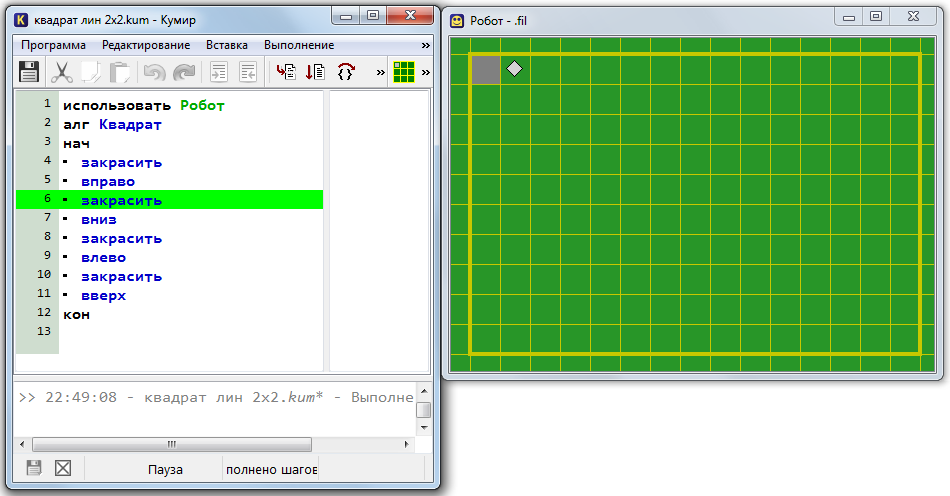 квадрат лин 2x2.kum - Кумир
Программа Редактирование Вставка Выполнение »
» »
1 использовать Робот
2 алг Квадрат
3 нач
4 закрасить
5 вправо
6 закрасить
7 вниз
8 закрасить
9 влево
10 закрасить
11 вверх
12 кон
13
>> 22:49:08 - квадрат лин 2x2.kum* - Выполне
Пауза полнено шагов
Робот - .fil